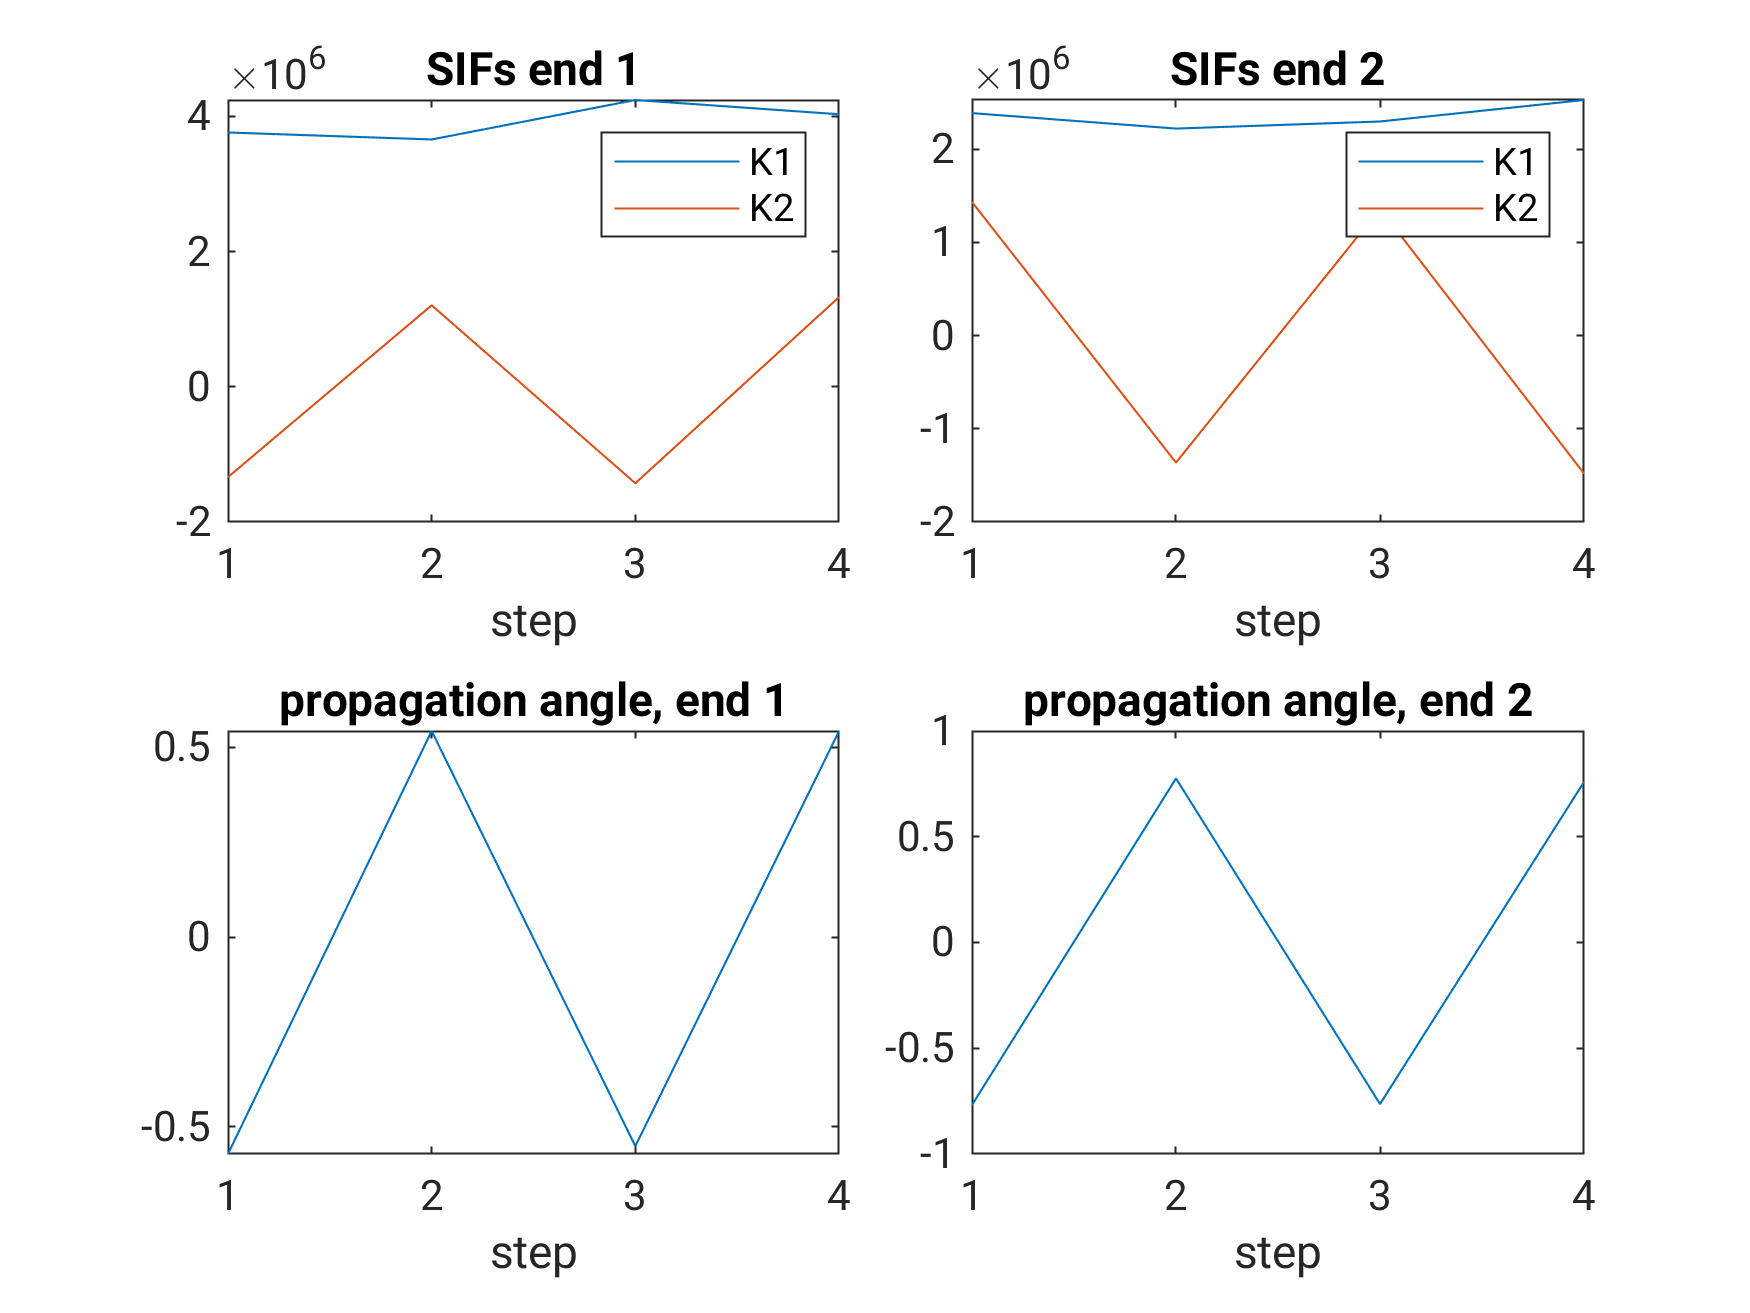 ×10^6 SIFs end 1
4
2
0
-2
K1
K2
1 2 3 4
step
×10^6 SIFs end 2
2
1
0
-1
-2
K1
K2
1 2 3 4
step
propagation angle, end 1
0.5
0
-0.5
1 2 3 4
step
propagation angle, end 2
1
0.5
0
-0.5
-1
1 2 3 4
step